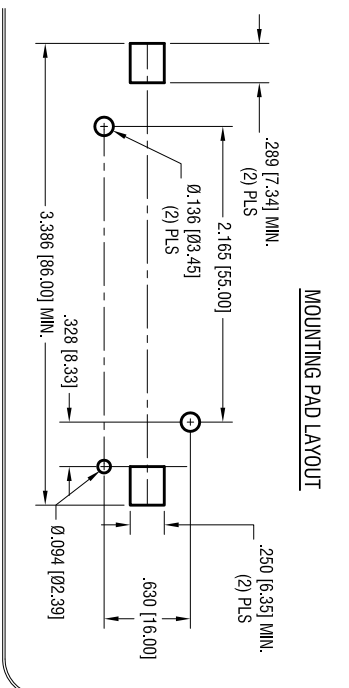 MOUNTING PAD LAYOUT
.289 [7.34] MIN.
(2) PLS
2.165 [55.00]
Ø.136 [Ø3.45]
(2) PLS
.328 [8.33]
3.386 [86.00] MIN.
.250 [6.35] MIN.
(2) PLS
.630 [16.00]
Ø.094 [Ø2.39]